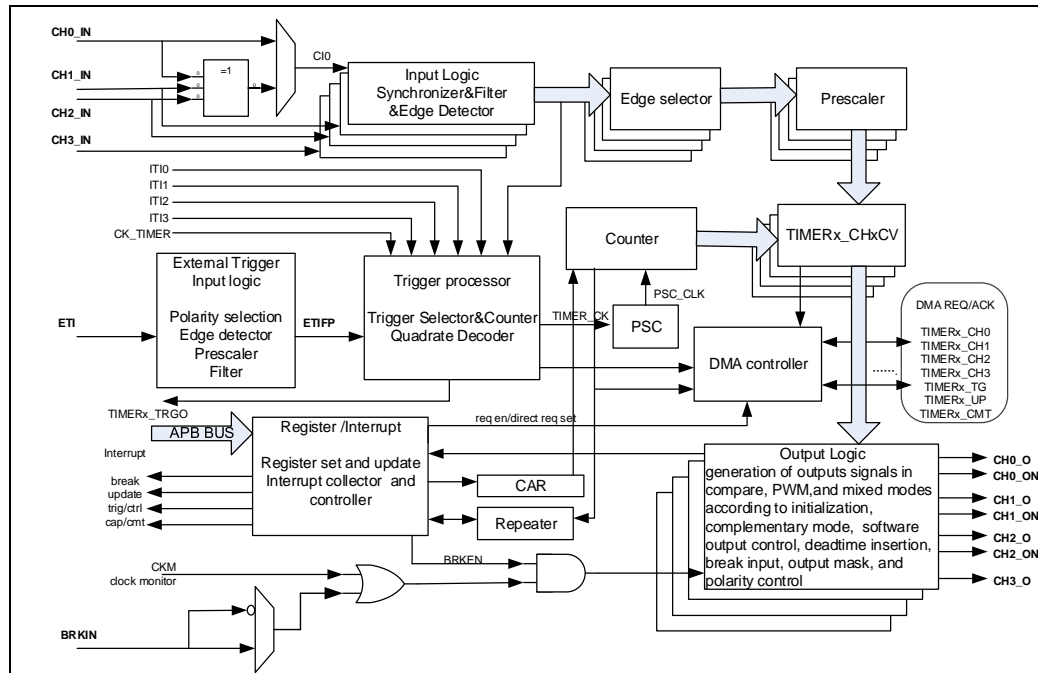 CH0_IN
CH1_IN
CH2_IN
CH3_IN
=1
CI0
Input Logic
Synchronizer&Filter
&Edge Detector
Edge selector
Prescaler
ITI0
ITI1
ITI2
ITI3
CK_TIMER
Counter
TIMERx_CHxCV
External Trigger
Input logic
Polarity selection
Edge detector
Prescaler
Filter
ETI
ETIFP
Trigger processor
Trigger Selector&Counter
Quadrate Decoder
TIMER_CK
PSC_CLK
PSC
DMA controller
DMA REQ/ACK
TIMERx_CH0
TIMERx_CH1
TIMERx_CH2
TIMERx_CH3
TIMERx_TG
TIMERx_UP
TIMERx_CMT
.......
TIMERx_TRGO
APB BUS
Interrupt
break
update
trig/ctrl
cap/cmt
Register /Interrupt
Register set and update
Interrupt collector and
controller
req en/direct req set
CAR
Repeater
Output Logic
generation of outputs signals in
compare, PWM,and mixed modes
according to initialization,
complementary mode, software
output control, deadtime insertion,
break input, output mask, and
polarity control
CH0_O
CH0_ON
CH1_O
CH1_ON
CH2_O
CH2_ON
CH3_O
BRKEN
CKM
clock monitor
BRKIN